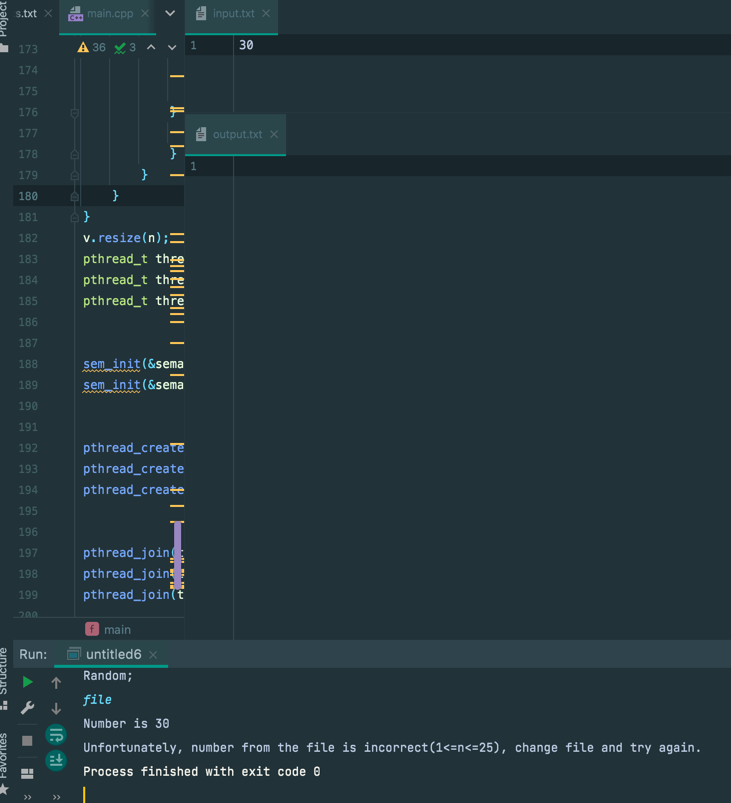 Project
s.txt
main.cpp
input.txt
36 3
1 30
output.txt
1
173
174
175
176 }
177
178 }
179 }
180 }
181 }
182 v.resize(n);
183 pthread_t thre
184 pthread_t thre
185 pthread_t thre
186
187
188 sem_init(&sema
189 sem_init(&sema
190
191
192 pthread_create
193 pthread_create
194 pthread_create
195
196
197 pthread_join(
198 pthread_join(
199 pthread_join(t
200
f main
Structure
Favorites
Run: untitled6
Random;
file
Number is 30
Unfortunately, number from the file is incorrect(1<=n<=25), change file and try again.
Process finished with exit code 0